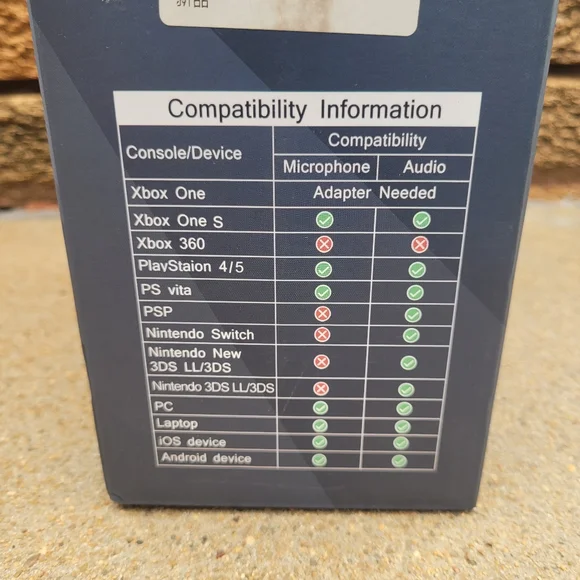 新品
Compatibility Information
Console/Device
Compatibility
Microphone Audio
Xbox One Adapter Needed
Xbox One S
Xbox 360
PlayStaion 4/5
PS vita
PSP
Nintendo Switch
Nintendo New
3DS LL/3DS
Nintendo 3DS LL/3DS
PC
Laptop
iOS device
Android device